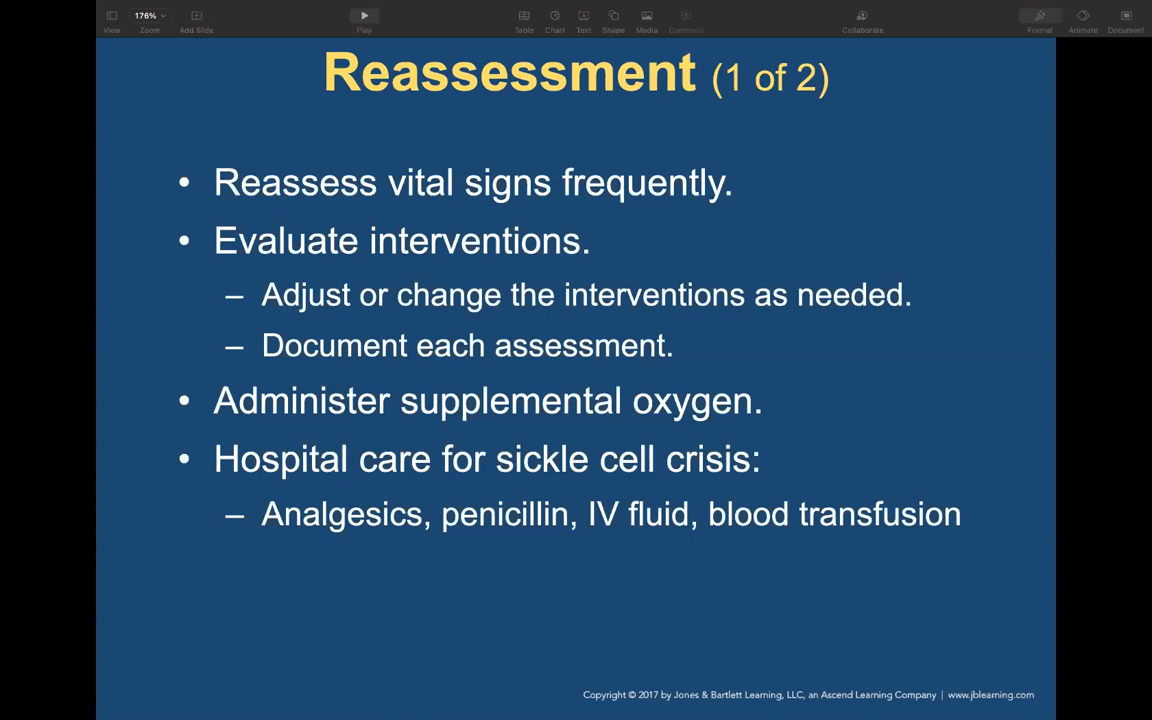 176%
View
Zoom
Add Slide
Play
Table
Chart
Text
Shape
Media
Comment
Collaborate
Format
Animate
Document
Reassessment (1 of 2)
• Reassess vital signs frequently.
• Evaluate interventions.
– Adjust or change the interventions as needed.
– Document each assessment.
• Administer supplemental oxygen.
• Hospital care for sickle cell crisis:
– Analgesics, penicillin, IV fluid, blood transfusion
Copyright © 2017 by Jones & Bartlett Learning, LLC, an Ascend Learning Company | www.jblearning.com